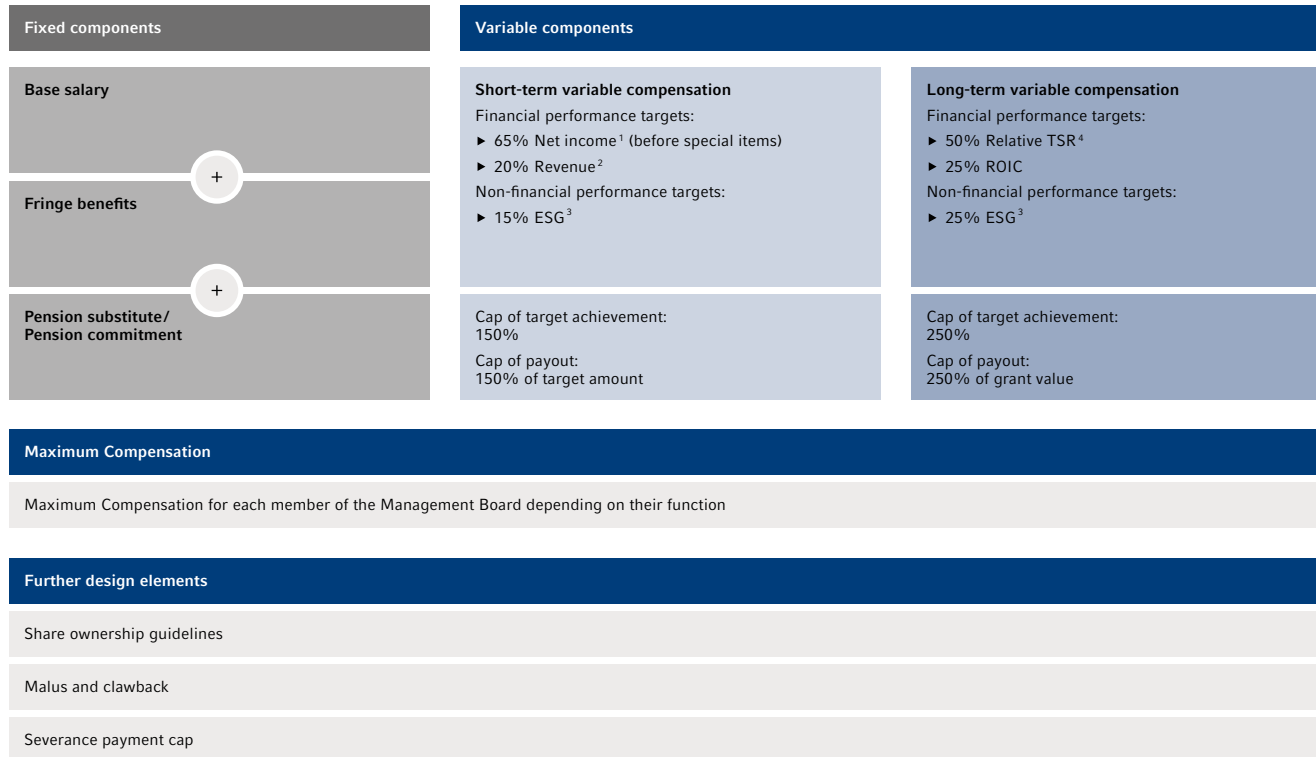 Fixed components
Base salary
+
Fringe benefits
+
Pension substitute/
Pension commitment
Variable components
Short-term variable compensation
Financial performance targets:
▶ 65% Net income¹ (before special items)
▶ 20% Revenue²
Non-financial performance targets:
▶ 15% ESG³
Cap of target achievement:
150%
Cap of payout:
150% of target amount
Long-term variable compensation
Financial performance targets:
▶ 50% Relative TSR⁴
▶ 25% ROIC
Non-financial performance targets:
▶ 25% ESG³
Cap of target achievement:
250%
Cap of payout:
250% of grant value
Maximum Compensation
Maximum Compensation for each member of the Management Board depending on their function
Further design elements
Share ownership guidelines
Malus and clawback
Severance payment cap